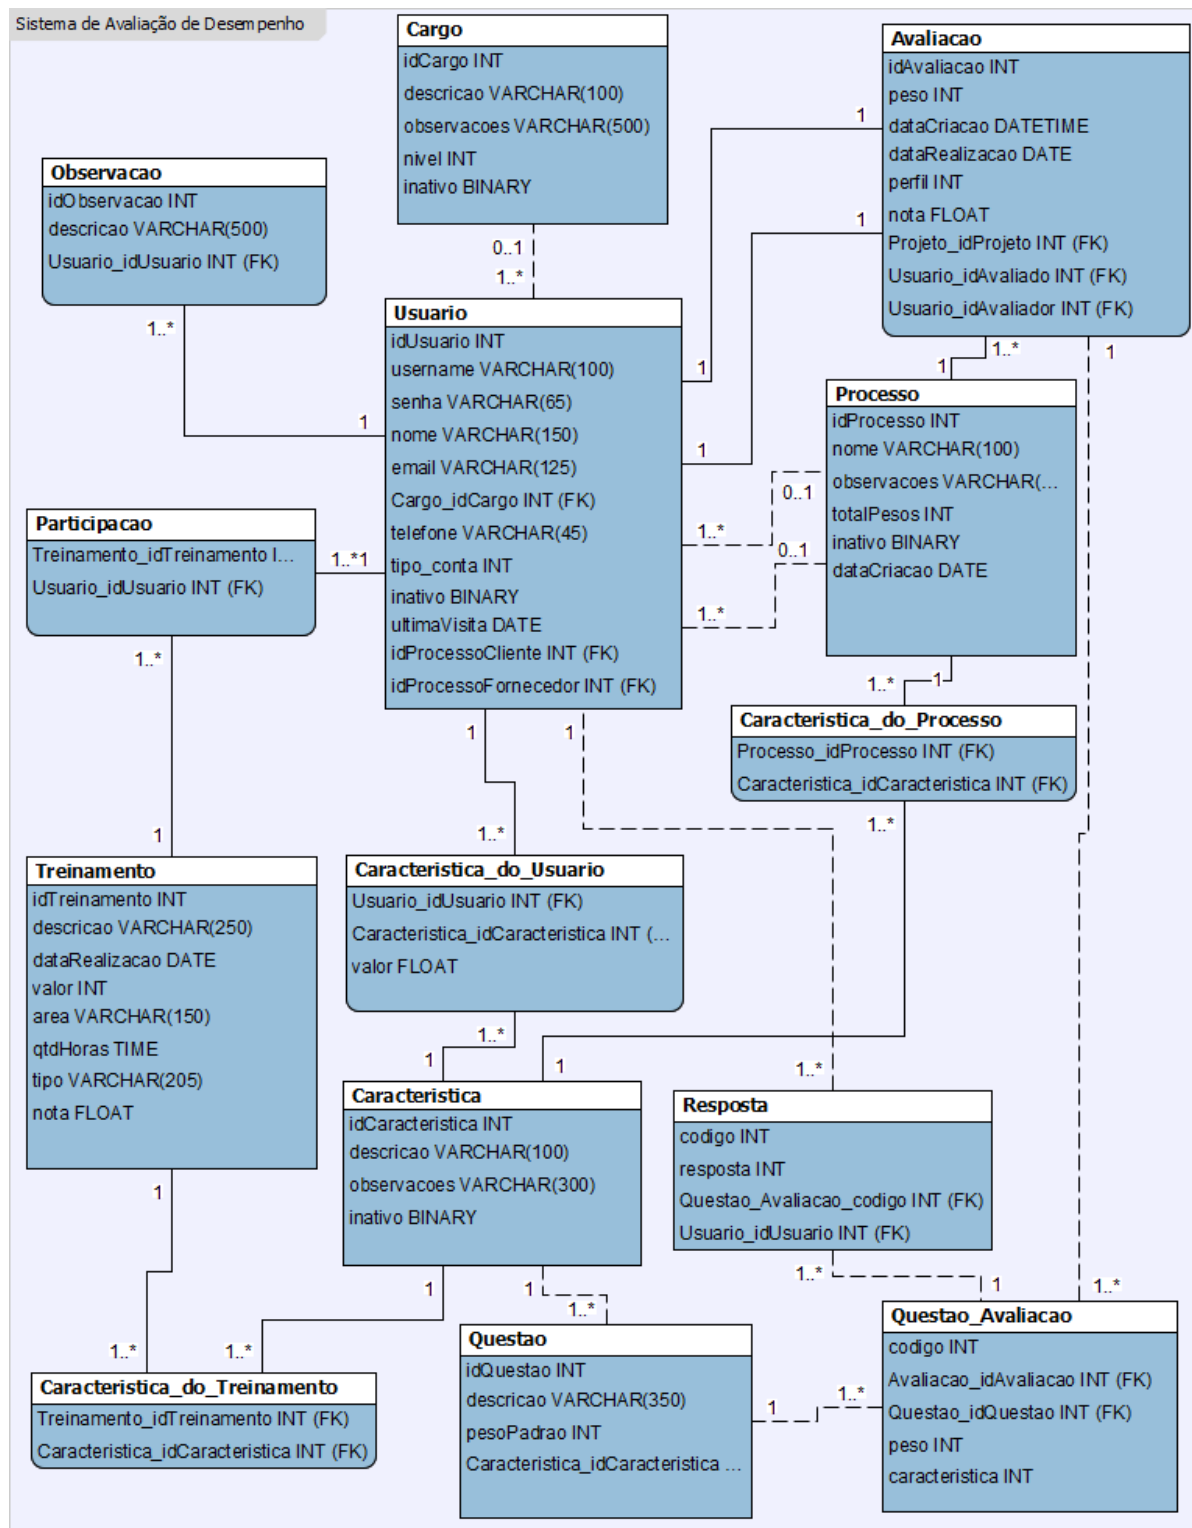 Sistema de Avaliação de Desempenho
Cargo
idCargo INT
descricao VARCHAR(100)
observacoes VARCHAR(500)
nivel INT
inativo BINARY
Avaliacao
idAvaliacao INT
peso INT
dataCriacao DATETIME
dataRealizacao DATE
perfil INT
nota FLOAT
Projeto_idProjeto INT (FK)
Usuario_idAvaliado INT (FK)
Usuario_idAvaliador INT (FK)
Observacao
idObservacao INT
descricao VARCHAR(500)
Usuario_idUsuario INT (FK)
1
1
0..1
1..*
1..*
1
1
1
1..*
1
1
Usuario
idUsuario INT
username VARCHAR(100)
senha VARCHAR(65)
nome VARCHAR(150)
email VARCHAR(125)
Cargo_idCargo INT (FK)
telefone VARCHAR(45)
tipo_conta INT
inativo BINARY
ultimaVisita DATE
idProcessoCliente INT (FK)
idProcessoFornecedor INT (FK)
Processo
idProcesso INT
nome VARCHAR(100)
observacoes VARCHAR(...
totalPesos INT
inativo BINARY
dataCriacao DATE
0..1
1..*
0..1
1..*
Participacao
Treinamento_idTreinamento I...
Usuario_idUsuario INT (FK)
1..*1
1..*
1
1..*
1
Caracteristica_do_Processo
Processo_idProcesso INT (FK)
Caracteristica_idCaracteristica INT (FK)
1
1
1..*
1..*
Treinamento
idTreinamento INT
descricao VARCHAR(250)
dataRealizacao DATE
valor INT
area VARCHAR(150)
qtdHoras TIME
tipo VARCHAR(205)
nota FLOAT
Caracteristica_do_Usuario
Usuario_idUsuario INT (FK)
Caracteristica_idCaracteristica INT (...
valor FLOAT
1..*
1
1
1..*
Caracteristica
idCaracteristica INT
descricao VARCHAR(100)
observacoes VARCHAR(300)
inativo BINARY
Resposta
codigo INT
resposta INT
Questao_Avaliacao_codigo INT (FK)
Usuario_idUsuario INT (FK)
1
1
1
1..*
1..*
1
1..*
1..*
1..*
Caracteristica_do_Treinamento
Treinamento_idTreinamento INT (FK)
Caracteristica_idCaracteristica INT (FK)
Questao
idQuestao INT
descricao VARCHAR(350)
pesoPadrao INT
Caracteristica_idCaracteristica ...
1
1..*
Questao_Avaliacao
codigo INT
Avaliacao_idAvaliacao INT (FK)
Questao_idQuestao INT (FK)
peso INT
caracteristica INT